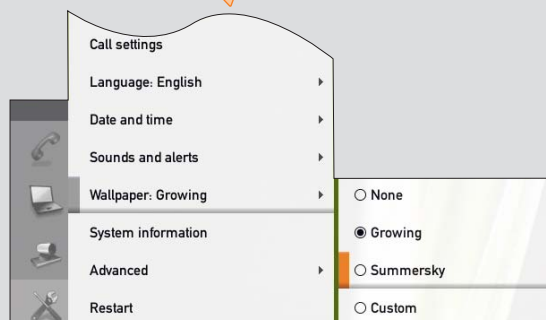 Call settings
Language: English
Date and time
Sounds and alerts
Wallpaper: Growing
System information
Advanced
Restart
None
Growing
Summersky
Custom